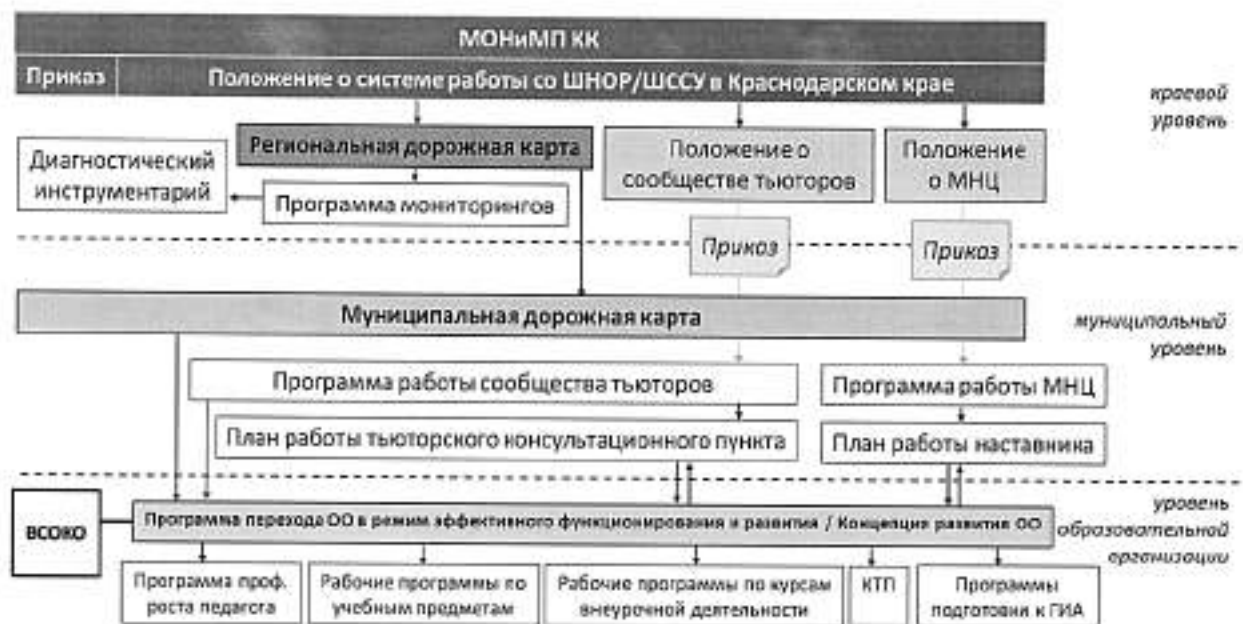 МОНиМП КК
Приказ
Положение о системе работы со ШНОР/ШССУ в Краснодарском крае
краевой
уровень
Диагностический
инструментарий
Региональная дорожная карта
Программа мониторингов
Положение о
сообществе тьюторов
Положение
о МНЦ
Приказ
Приказ
Муниципальная дорожная карта
муниципальный
уровень
Программа работы сообщества тьюторов
Программа работы МНЦ
План работы тьюторского консультационного пункта
План работы наставника
ВСОКО
Программа перехода ОО в режим эффективного функционирования и развития / Концепция развития ОО
уровень
образовательной
организации
Программа проф.
роста педагога
Рабочие программы по
учебным предметам
Рабочие программы по курсам
внеурочной деятельности
КТП
Программы
подготовки к ГИА